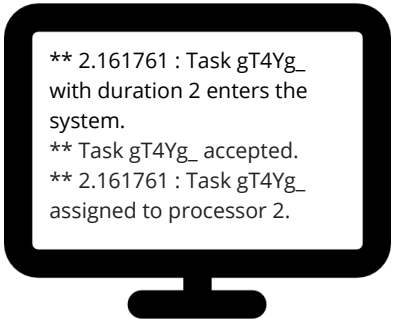 ** 2.161761 : Task gT4Yg_
with duration 2 enters the
system.
** Task gT4Yg_ accepted.
** 2.161761 : Task gT4Yg_
assigned to processor 2.